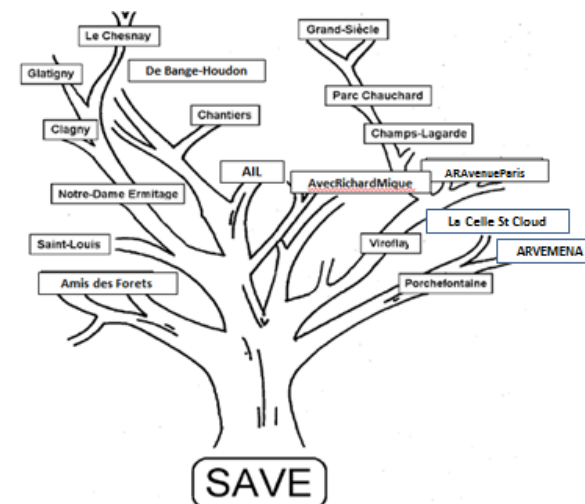 Le Chesnay
Grand-Siècle
Glatigny
De Bange-Houdon
Parc Chauchard
Chantiers
Clagny
Champs-Lagarde
AIL
ARAvenueParis
AvecRichardMique
Notre-Dame Ermitage
La Celle St Cloud
Saint-Louis
Viroflay
ARVEMENA
Amis des Forets
Porchefontaine
SAVE